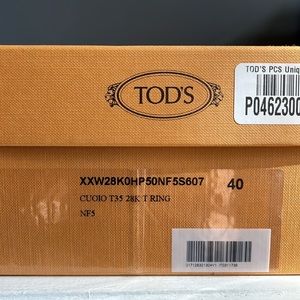 TOD'S PCS Uniq
P0462300
TOD'S
XXW28K0HP50NF5S607 40
CUOIO T35 28K T RING
NF5